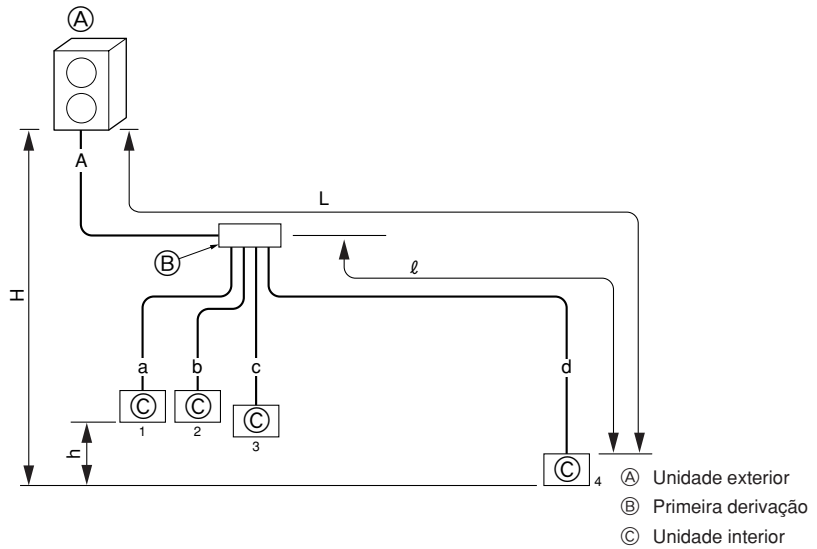 Ⓐ
A
L
Ⓑ
ℓ
H
a
b
c
d
Ⓒ
1
Ⓒ
2
Ⓒ
3
h
Ⓒ
4
Ⓐ Unidade exterior
Ⓑ Primeira derivação
Ⓒ Unidade interior